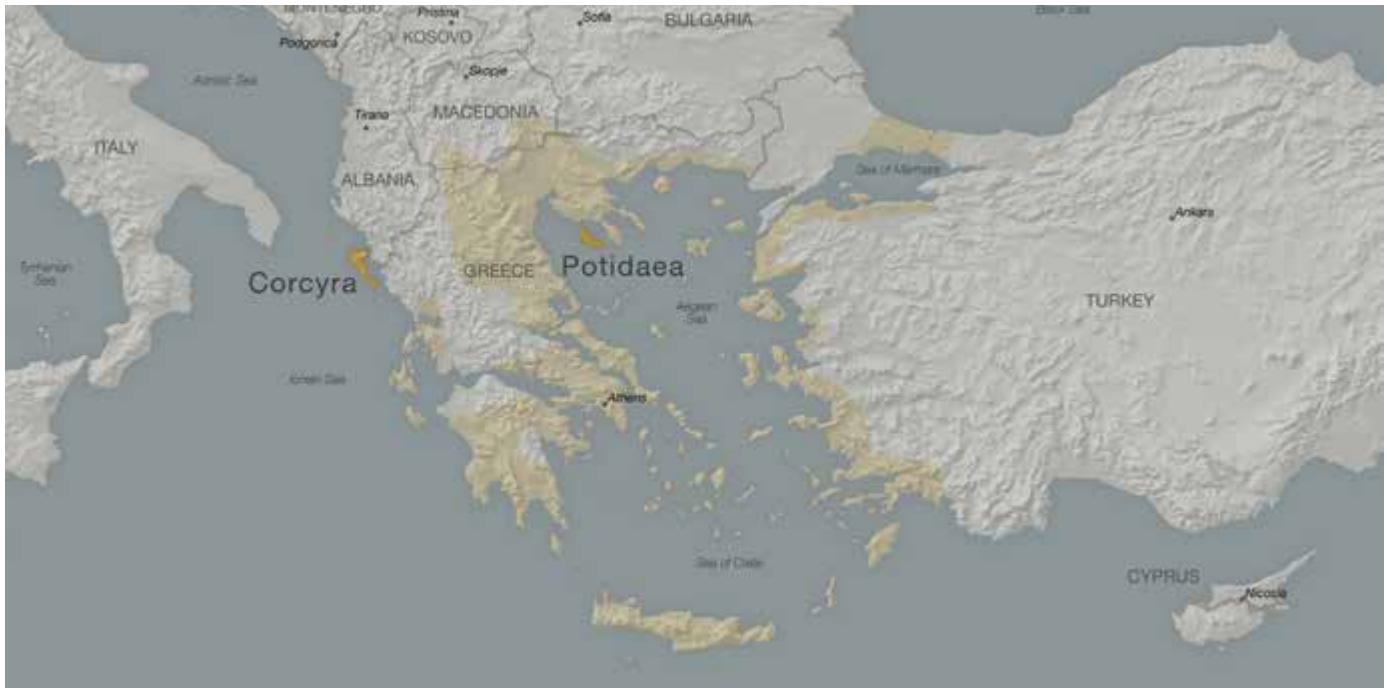 MONTENEGRO
Pristina
Sofia
BULGARIA
Black Sea
Podgorica
KOSOVO
Skopje
Adriatic Sea
Tirana
MACEDONIA
ITALY
ALBANIA
Sea of Marmara
Ankara
Tyrrhenian
Sea
Corcyra
GREECE
Potidaea
TURKEY
Aegean
Sea
Ionian Sea
Athens
Sea of Crete
CYPRUS
Nicosia